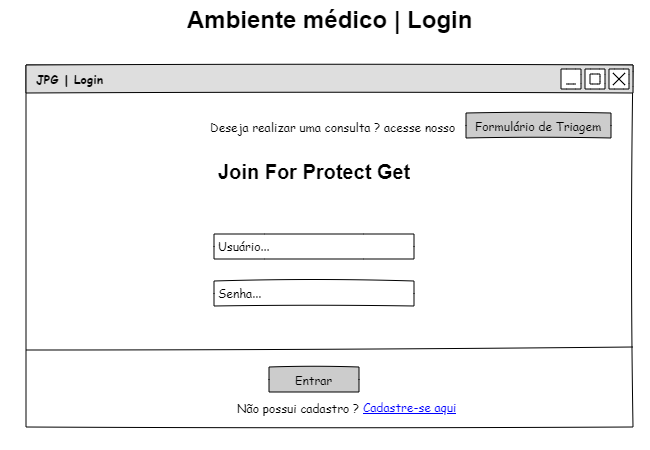 Ambiente médico | Login
JPG | Login
Deseja realizar uma consulta ? acesse nosso Formulário de Triagem
Join For Protect Get
Usuário...
Senha...
Entrar
Não possui cadastro ? Cadastre-se aqui